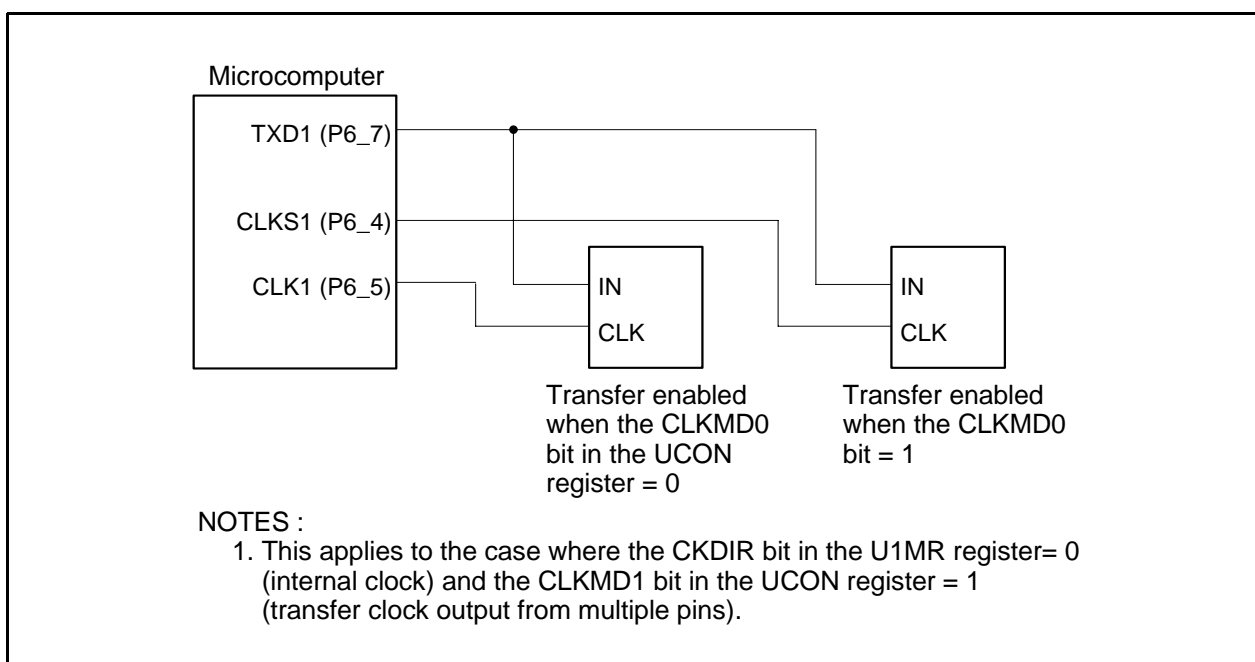 Microcomputer
TXD1 (P6_7)
CLKS1 (P6_4)
CLK1 (P6_5)
IN
CLK
IN
CLK
Transfer enabled
when the CLKMD0
bit in the UCON
register = 0
Transfer enabled
when the CLKMD0
bit = 1
NOTES :
1. This applies to the case where the CKDIR bit in the U1MR register= 0
(internal clock) and the CLKMD1 bit in the UCON register = 1
(transfer clock output from multiple pins).